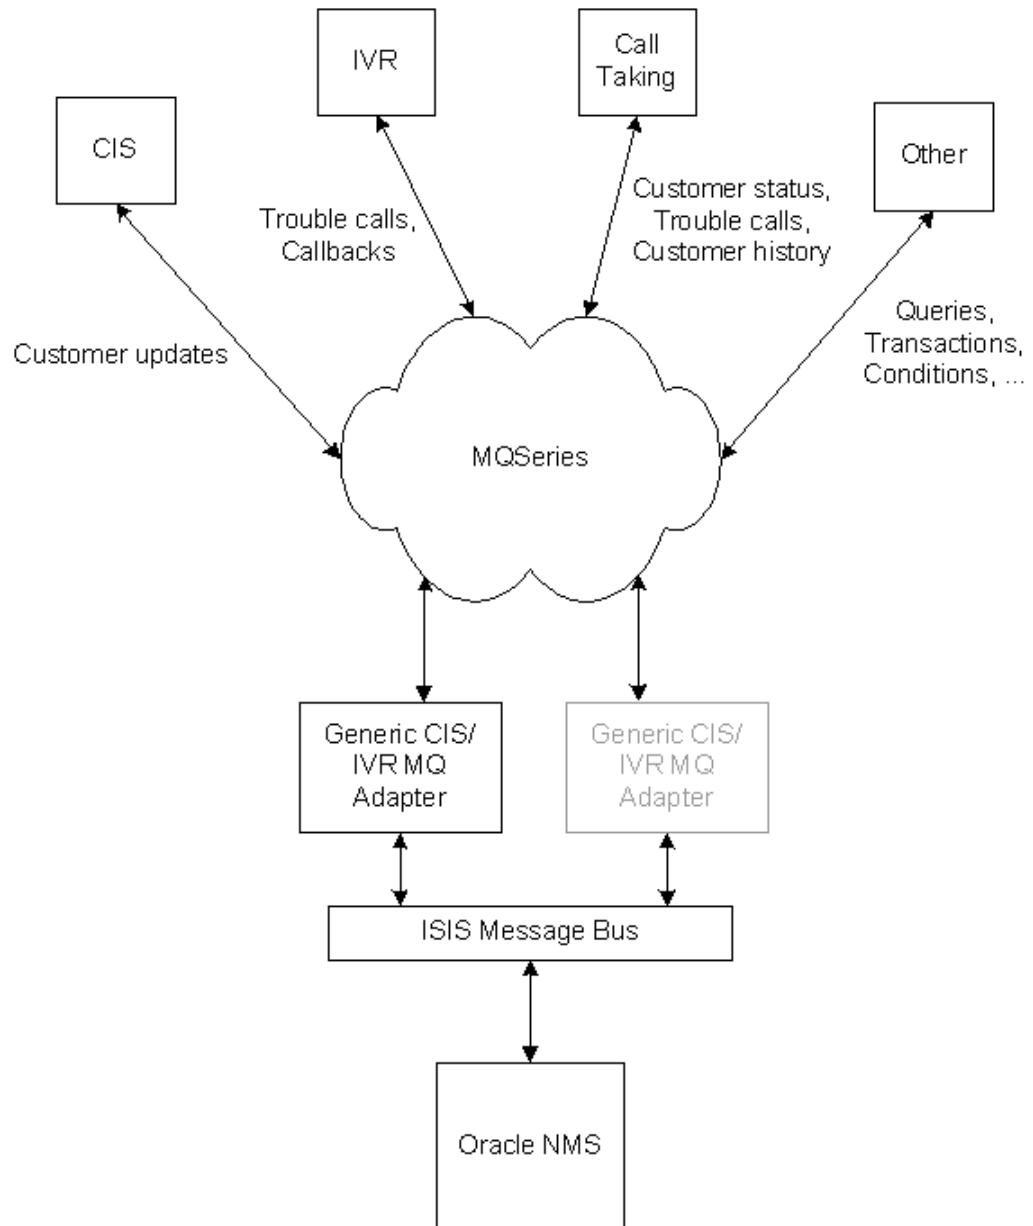 IVR
Call
Taking
CIS
Other
Trouble calls,
Callbacks
Customer status,
Trouble calls,
Customer history
Customer updates
Queries,
Transactions,
Conditions, ...
MQSeries
Generic CIS/
IVR MQ
Adapter
Generic CIS/
IVR MQ
Adapter
ISIS Message Bus
Oracle NMS